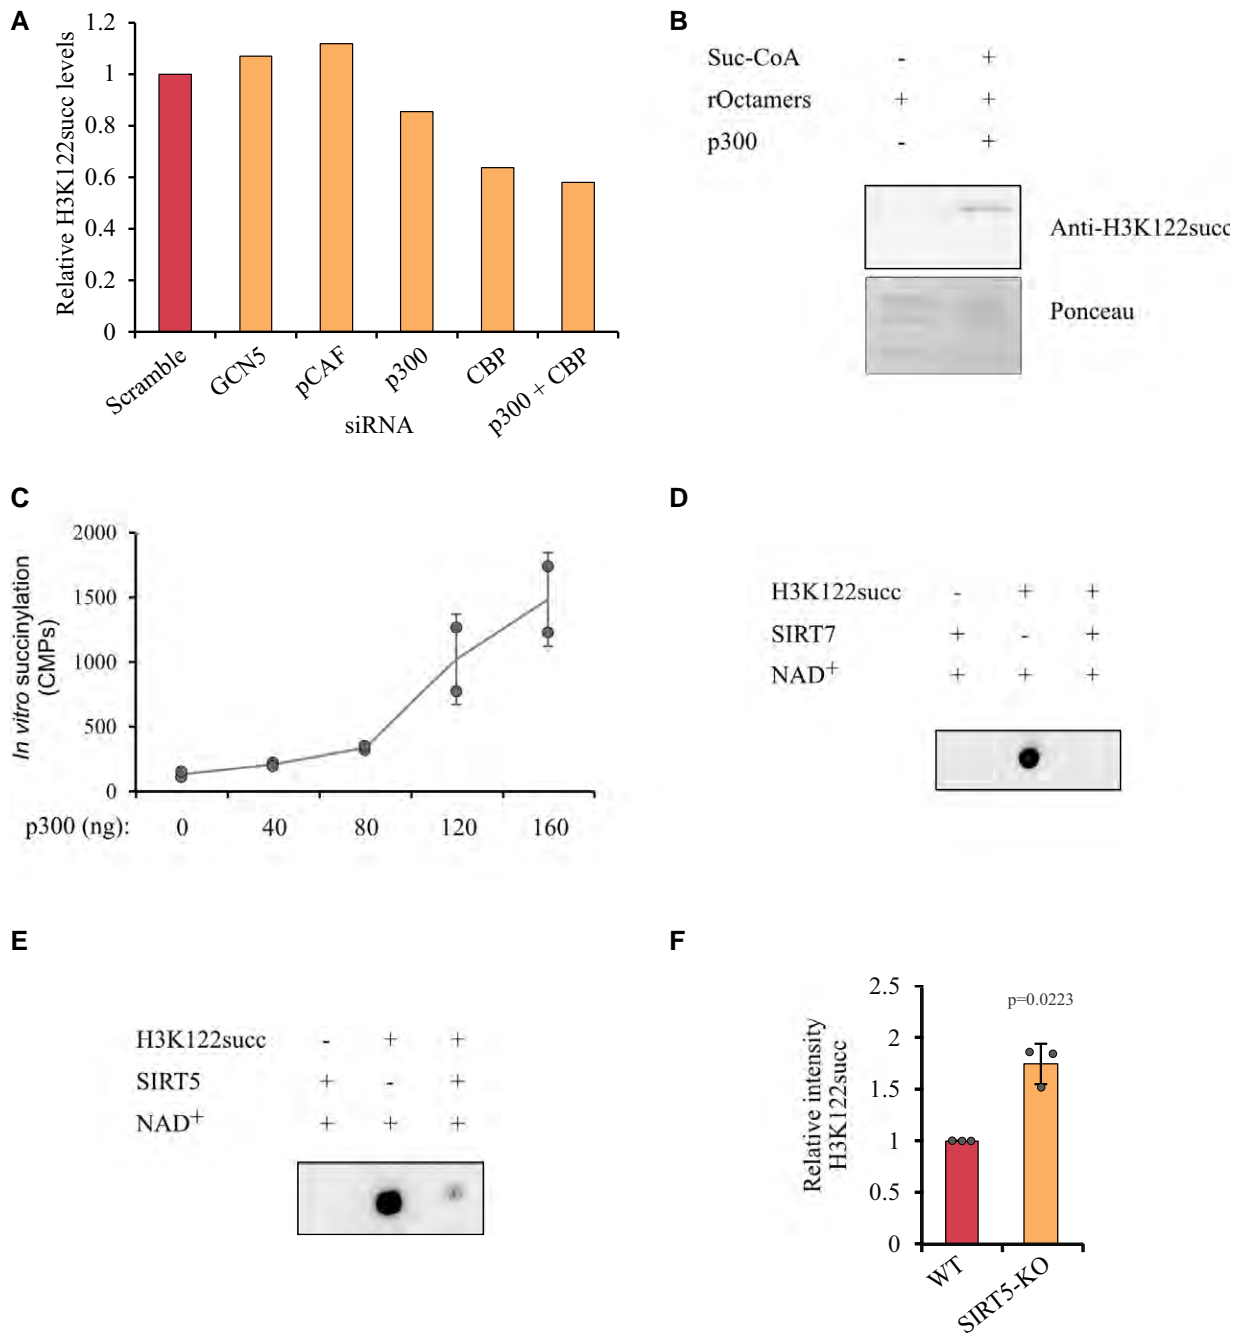 A
Relative H3K122succ levels
1.2
1
0.8
0.6
0.4
0.2
0
Scramble
GCN5
pCAF
p300
CBP
p300 + CBP
siRNA
B
Suc-CoA - +
rOctamers + +
p300 - +
Anti-H3K122succ
Ponceau
C
In vitro succinylation
(CMPs)
2000
1500
1000
500
0
p300 (ng): 0 40 80 120 160
D
H3K122succ - + +
SIRT7 + - +
NAD+ + + +
E
H3K122succ - + +
SIRT5 + - +
NAD+ + + +
F
Relative intensity
H3K122succ
2.5
2
1.5
1
0.5
0
p=0.0223
WT
SIRT5-KO